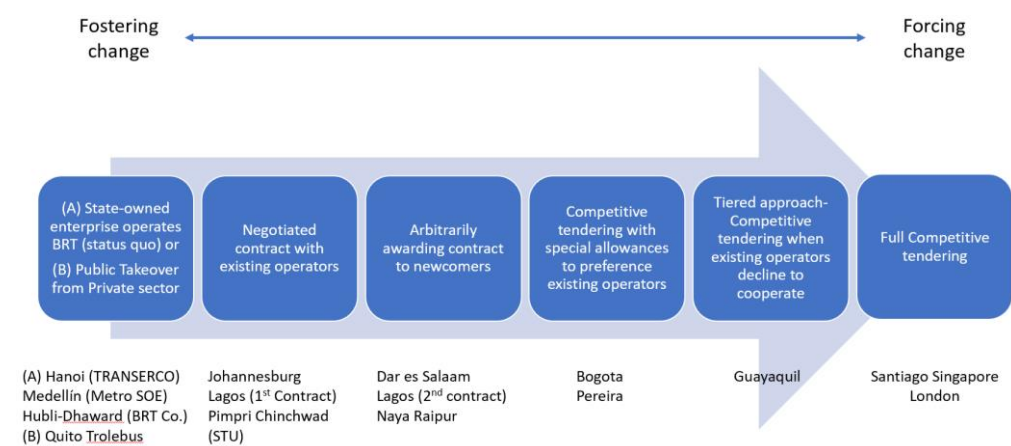 Fostering
change
Forcing
change
(A) State-owned
enterprise operates
BRT (status quo) or
(B) Public Takeover
from Private sector
Negotiated
contract with
existing operators
Arbitrarily
awarding contract
to newcomers
Competitive
tendering with
special allowances
to preference
existing operators
Tiered approach-
Competitive
tendering when
existing operators
decline to
cooperate
Full Competitive
tendering
(A) Hanoi (TRANSERCO)
Medellín (Metro SOE)
Hubli-Dhaward (BRT Co.)
(B) Quito Trolebus
Johannesburg
Lagos (1st Contract)
Pimpri Chinchwad
(STU)
Dar es Salaam
Lagos (2nd contract)
Naya Raipur
Bogota
Pereira
Guayaquil
Santiago Singapore
London